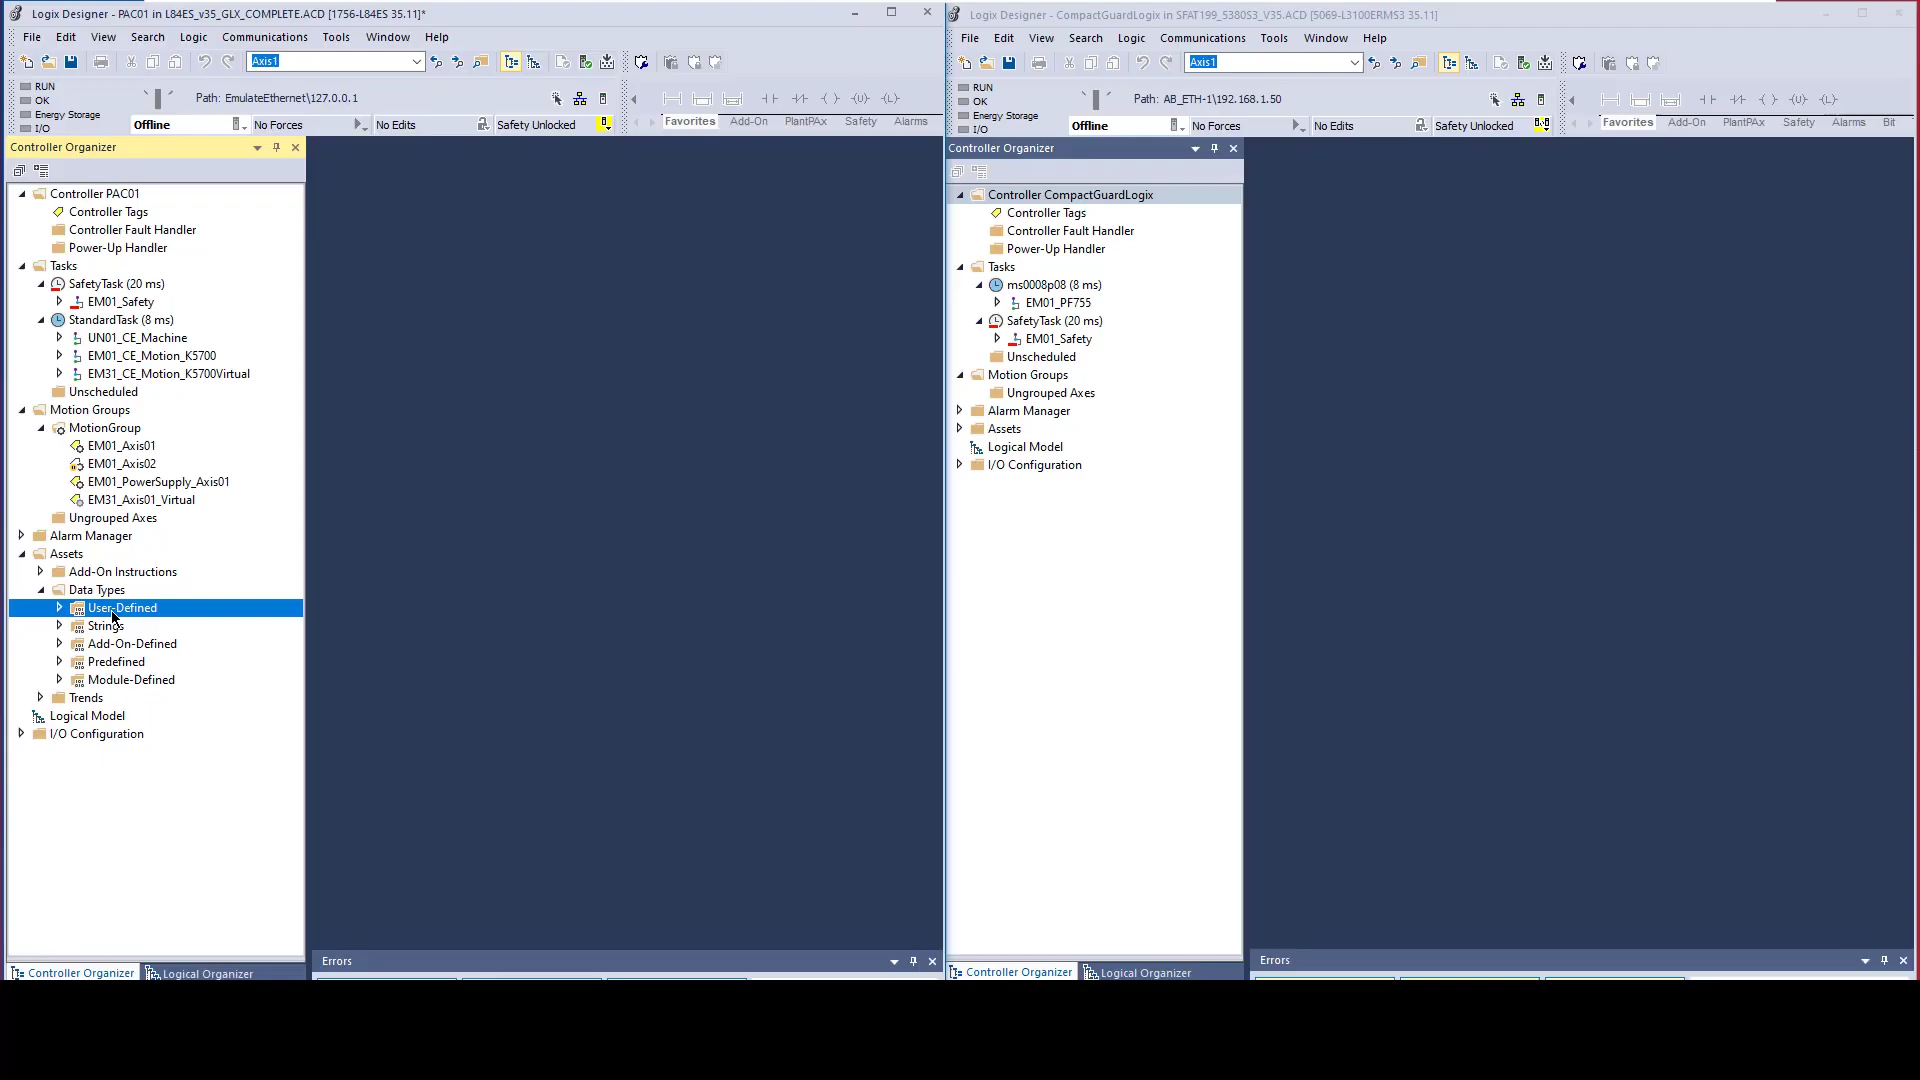 Logix Designer - PAC01 in L84ES_v35_GLX_COMPLETE.ACD [1756-L84ES 35.11]*
File Edit View Search Logic Communications Tools Window Help
Axis1
RUN
OK
Energy Storage
I/O
Path: EmulateEthernet\127.0.0.1
Offline No Forces No Edits Safety Unlocked
Favorites Add-On PlantPAx Safety Alarms
Controller Organizer
Controller PAC01
Controller Tags
Controller Fault Handler
Power-Up Handler
Tasks
SafetyTask (20 ms)
EM01_Safety
StandardTask (8 ms)
UN01_CE_Machine
EM01_CE_Motion_K5700
EM31_CE_Motion_K5700Virtual
Unscheduled
Motion Groups
MotionGroup
EM01_Axis01
EM01_Axis02
EM01_PowerSupply_Axis01
EM31_Axis01_Virtual
Ungrouped Axes
Alarm Manager
Assets
Add-On Instructions
Data Types
User-Defined
Strings
Add-On-Defined
Predefined
Module-Defined
Trends
Logical Model
I/O Configuration
Controller Organizer Logical Organizer
Errors
Logix Designer - CompactGuardLogix in SFAT199_5380S3_V35.ACD [5069-L3100ERMS3 35.11]
File Edit View Search Logic Communications Tools Window Help
Axis1
RUN
OK
Energy Storage
I/O
Path: AB_ETH-1\192.168.1.50
Offline No Forces No Edits Safety Unlocked
Favorites Add-On PlantPAx Safety Alarms Bit
Controller Organizer
Controller CompactGuardLogix
Controller Tags
Controller Fault Handler
Power-Up Handler
Tasks
ms0008p08 (8 ms)
EM01_PF755
SafetyTask (20 ms)
EM01_Safety
Unscheduled
Motion Groups
Ungrouped Axes
Alarm Manager
Assets
Logical Model
I/O Configuration
Controller Organizer Logical Organizer
Errors